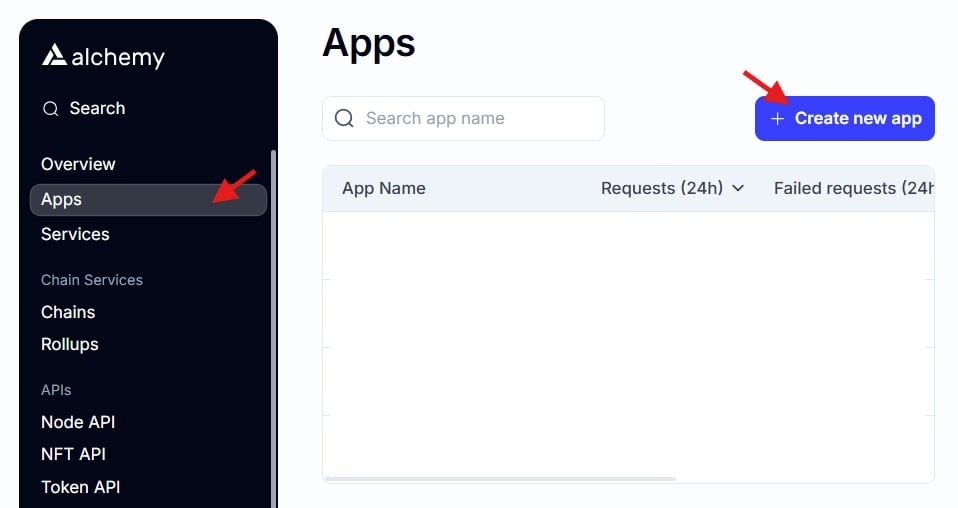 alchemy
Search
Overview
Apps
Services
Chain Services
Chains
Rollups
APIs
Node API
NFT API
Token API
Apps
Search app name
+ Create new app
App Name
Requests (24h)
Failed requests (24h